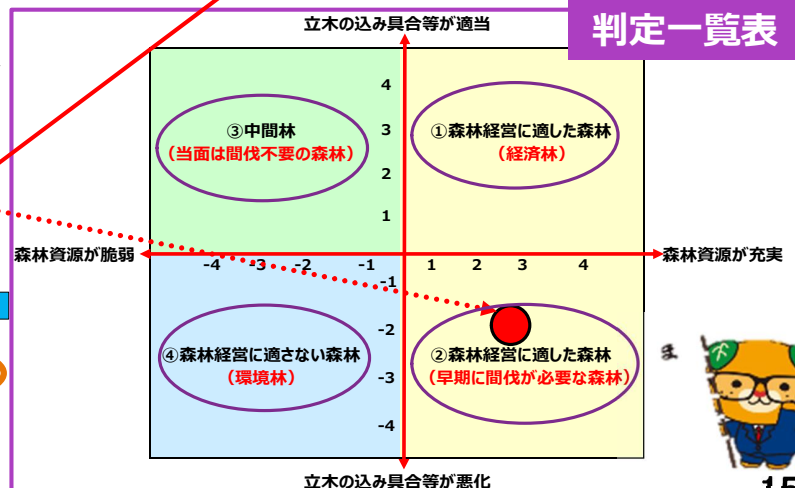 判定一覧表
立木の込み具合等が適当
4
3
2
1
③中間林
（当面は間伐不要の森林）
①森林経営に適した森林
（経済林）
森林資源が脆弱
森林資源が充実
-4 -3 -2 -1 1 2 3 4
-1
-2
-3
-4
④森林経営に適さない森林
（環境林）
②森林経営に適した森林
（早期に間伐が必要な森林）
ま
立木の込み具合等が悪化
15